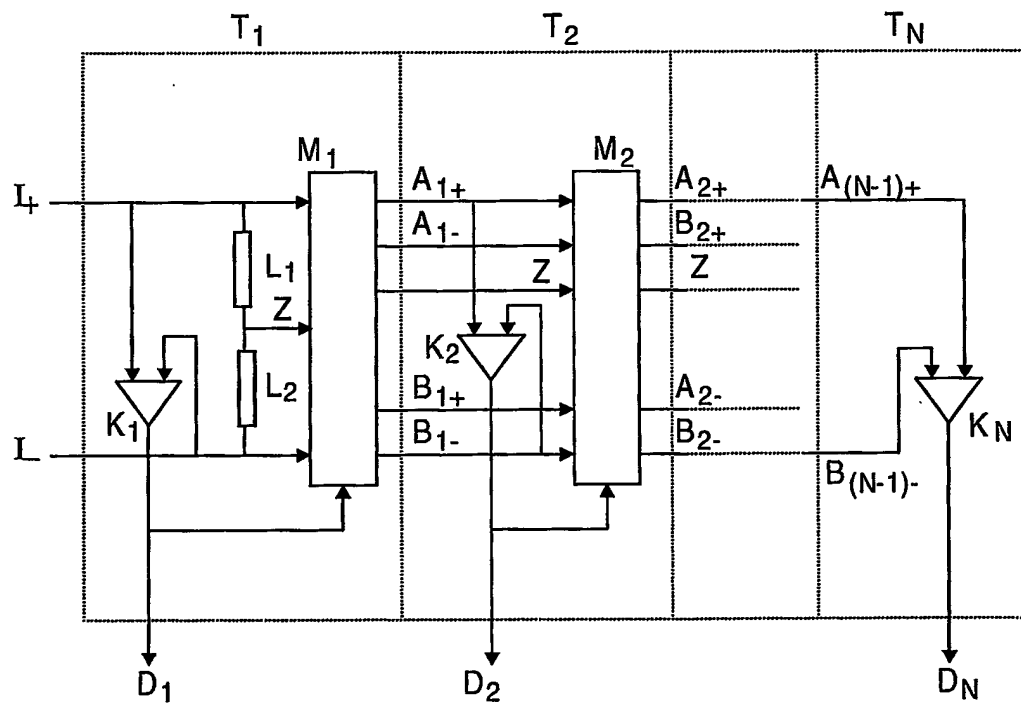 T1 T2 TN
M1 M2
I+ A1+ A2+ A(N-1)+
A1- B2+
L1 Z Z
Z
K2
L2 B1+ A2-
K1 KN
I- B1- B2- B(N-1)-
D1 D2 DN